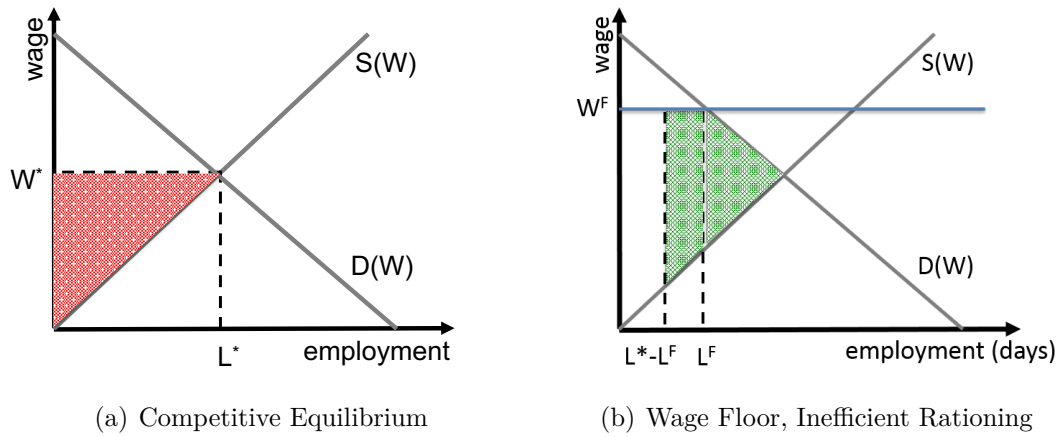 wage
S(W)
W*
D(W)
L*
employment
(a) Competitive Equilibrium
wage
S(W)
W^F
D(W)
L*-L^F
L^F
employment (days)
(b) Wage Floor, Inefficient Rationing